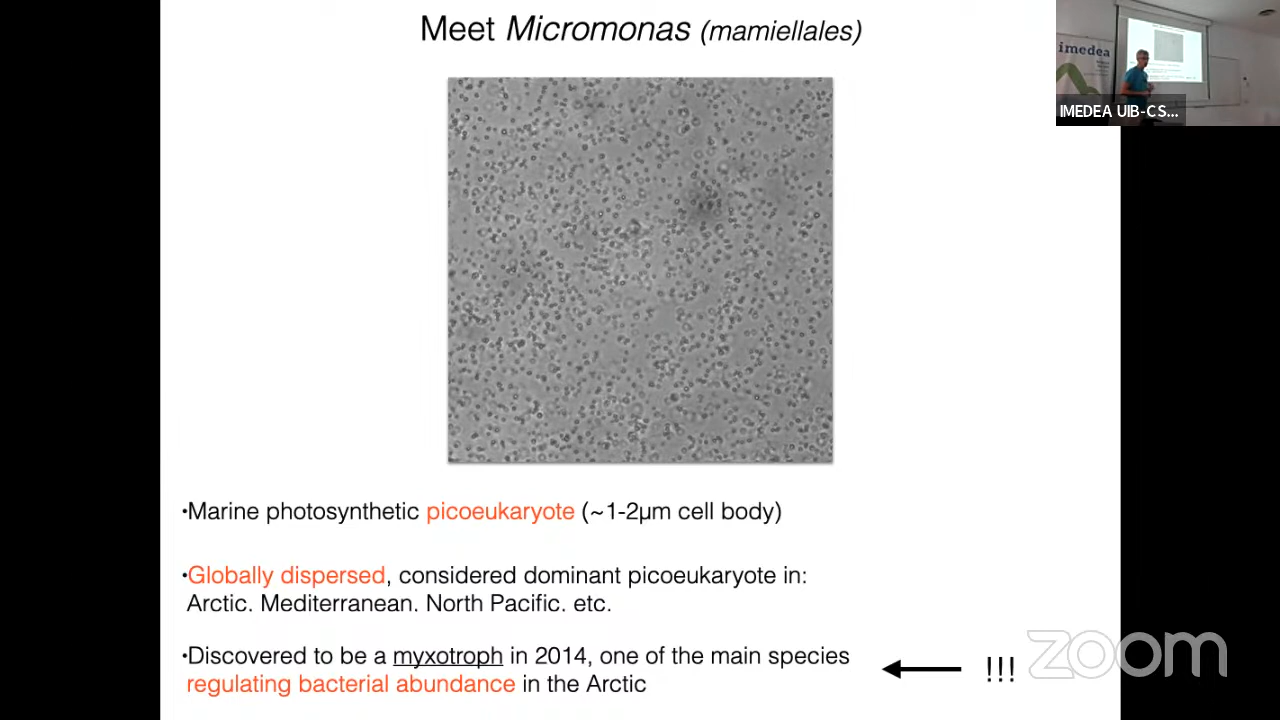 Meet Micromonas (mamiellales)
imedea
IMEDEA UIB-CS...
•Marine photosynthetic picoeukaryote (~1-2µm cell body)
•Globally dispersed, considered dominant picoeukaryote in:
Arctic. Mediterranean. North Pacific. etc.
•Discovered to be a myxotroph in 2014, one of the main species
regulating bacterial abundance in the Arctic
!!!
zoom